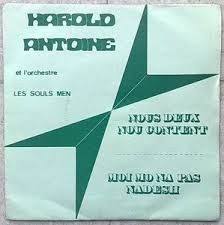 HAROLD
ANTOINE
et l'orchestre
LES SOULS MEN
NOUS DEUX
NOU CONTENT
MOI MO NA PAS
NADESH